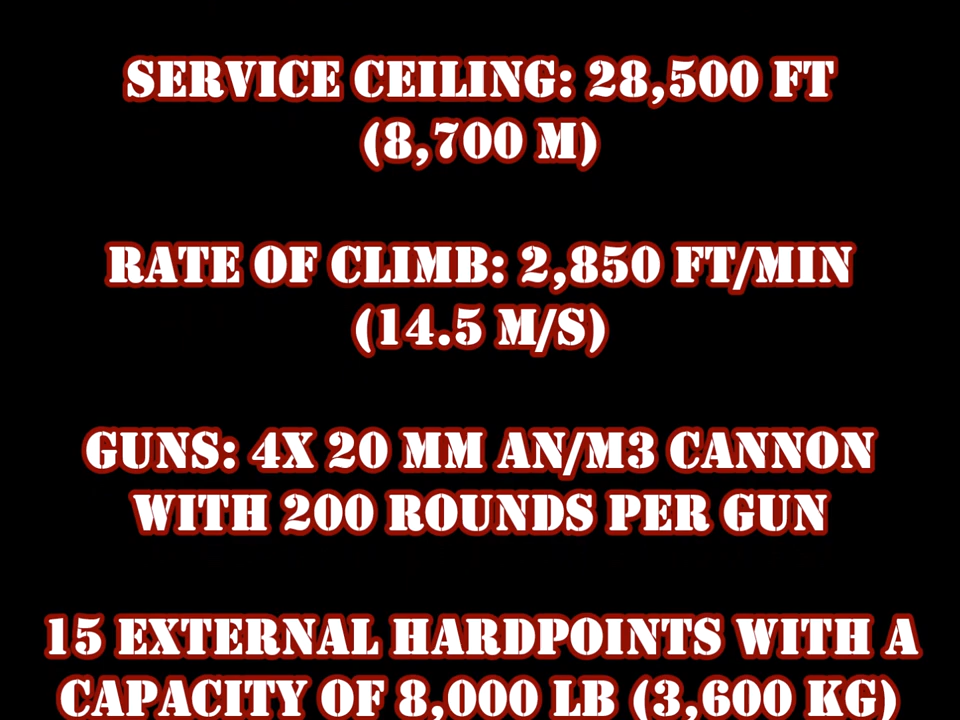 SERVICE CEILING: 28,500 FT
(8,700 M)
RATE OF CLIMB: 2,850 FT/MIN
(14.5 M/S)
GUNS: 4X 20 MM AN/M3 CANNON
WITH 200 ROUNDS PER GUN
15 EXTERNAL HARDPOINTS WITH A
CAPACITY OF 8,000 LB (3,600 KG)